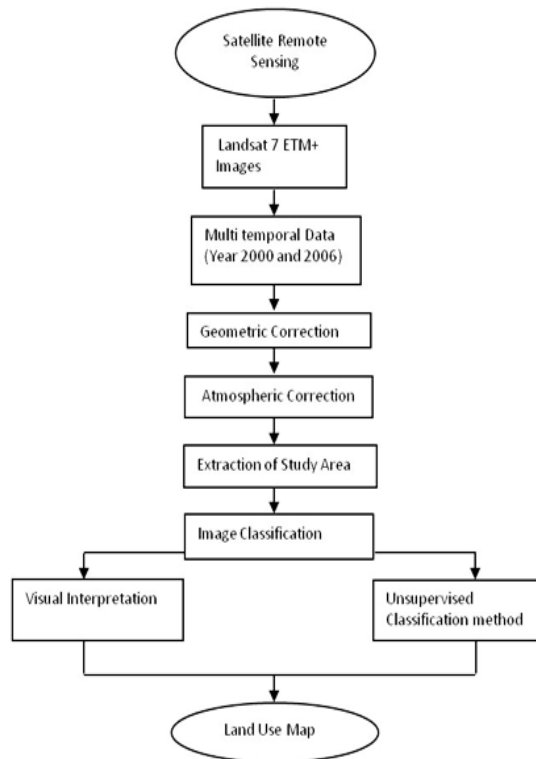 Satellite Remote
Sensing
Landsat 7 ETM+
Images
Multi temporal Data
(Year 2000 and 2006)
Geometric Correction
Atmospheric Correction
Extraction of Study Area
Image Classification
Visual Interpretation
Unsupervised
Classification method
Land Use Map